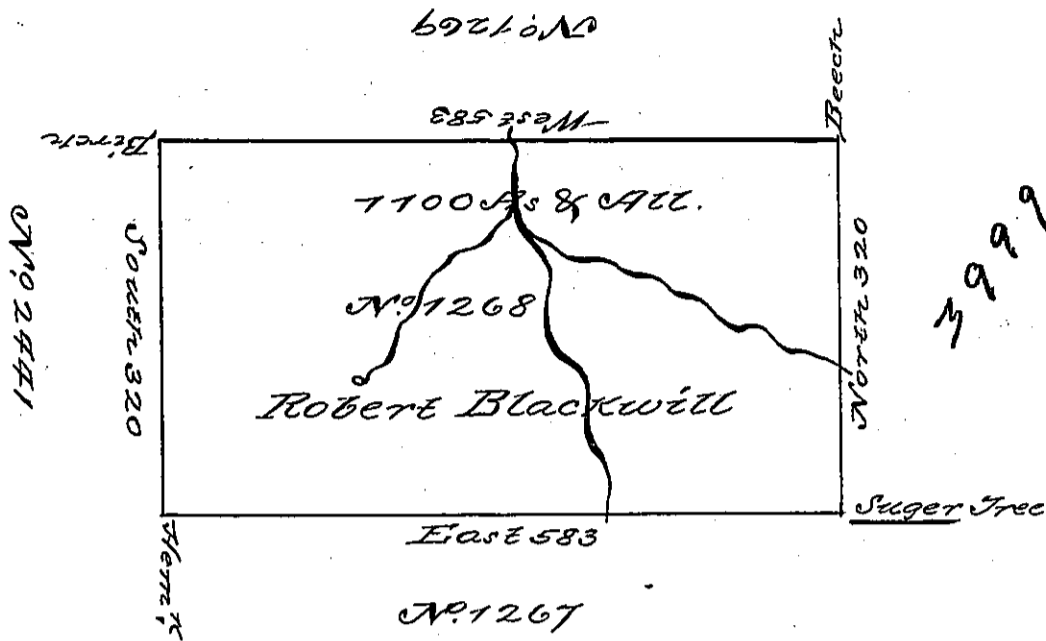 No. 1269
West 583
Beech
Birch
1100 As & All.
No. 2441
South 320
No. 1268
North 320
Robert Blackwill
Suger Tree
East 583
Hemk
No. 1267